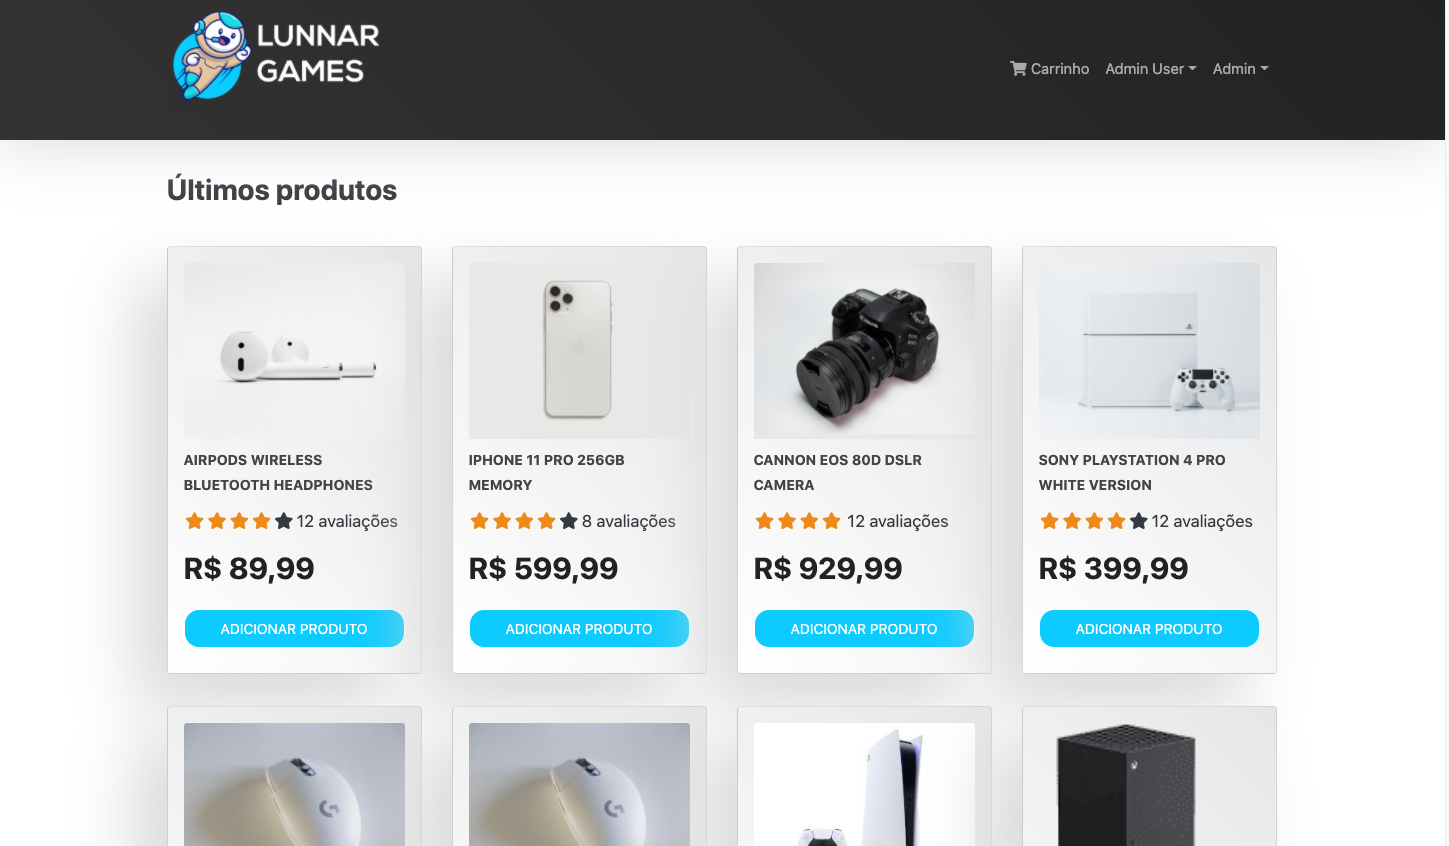 LUNNAR
GAMES
Carrinho Admin User Admin
Últimos produtos
AIRPODS WIRELESS
BLUETOOTH HEADPHONES
12 avaliações
R$ 89,99
ADICIONAR PRODUTO
IPHONE 11 PRO 256GB
MEMORY
8 avaliações
R$ 599,99
ADICIONAR PRODUTO
CANNON EOS 80D DSLR
CAMERA
12 avaliações
R$ 929,99
ADICIONAR PRODUTO
SONY PLAYSTATION 4 PRO
WHITE VERSION
12 avaliações
R$ 399,99
ADICIONAR PRODUTO